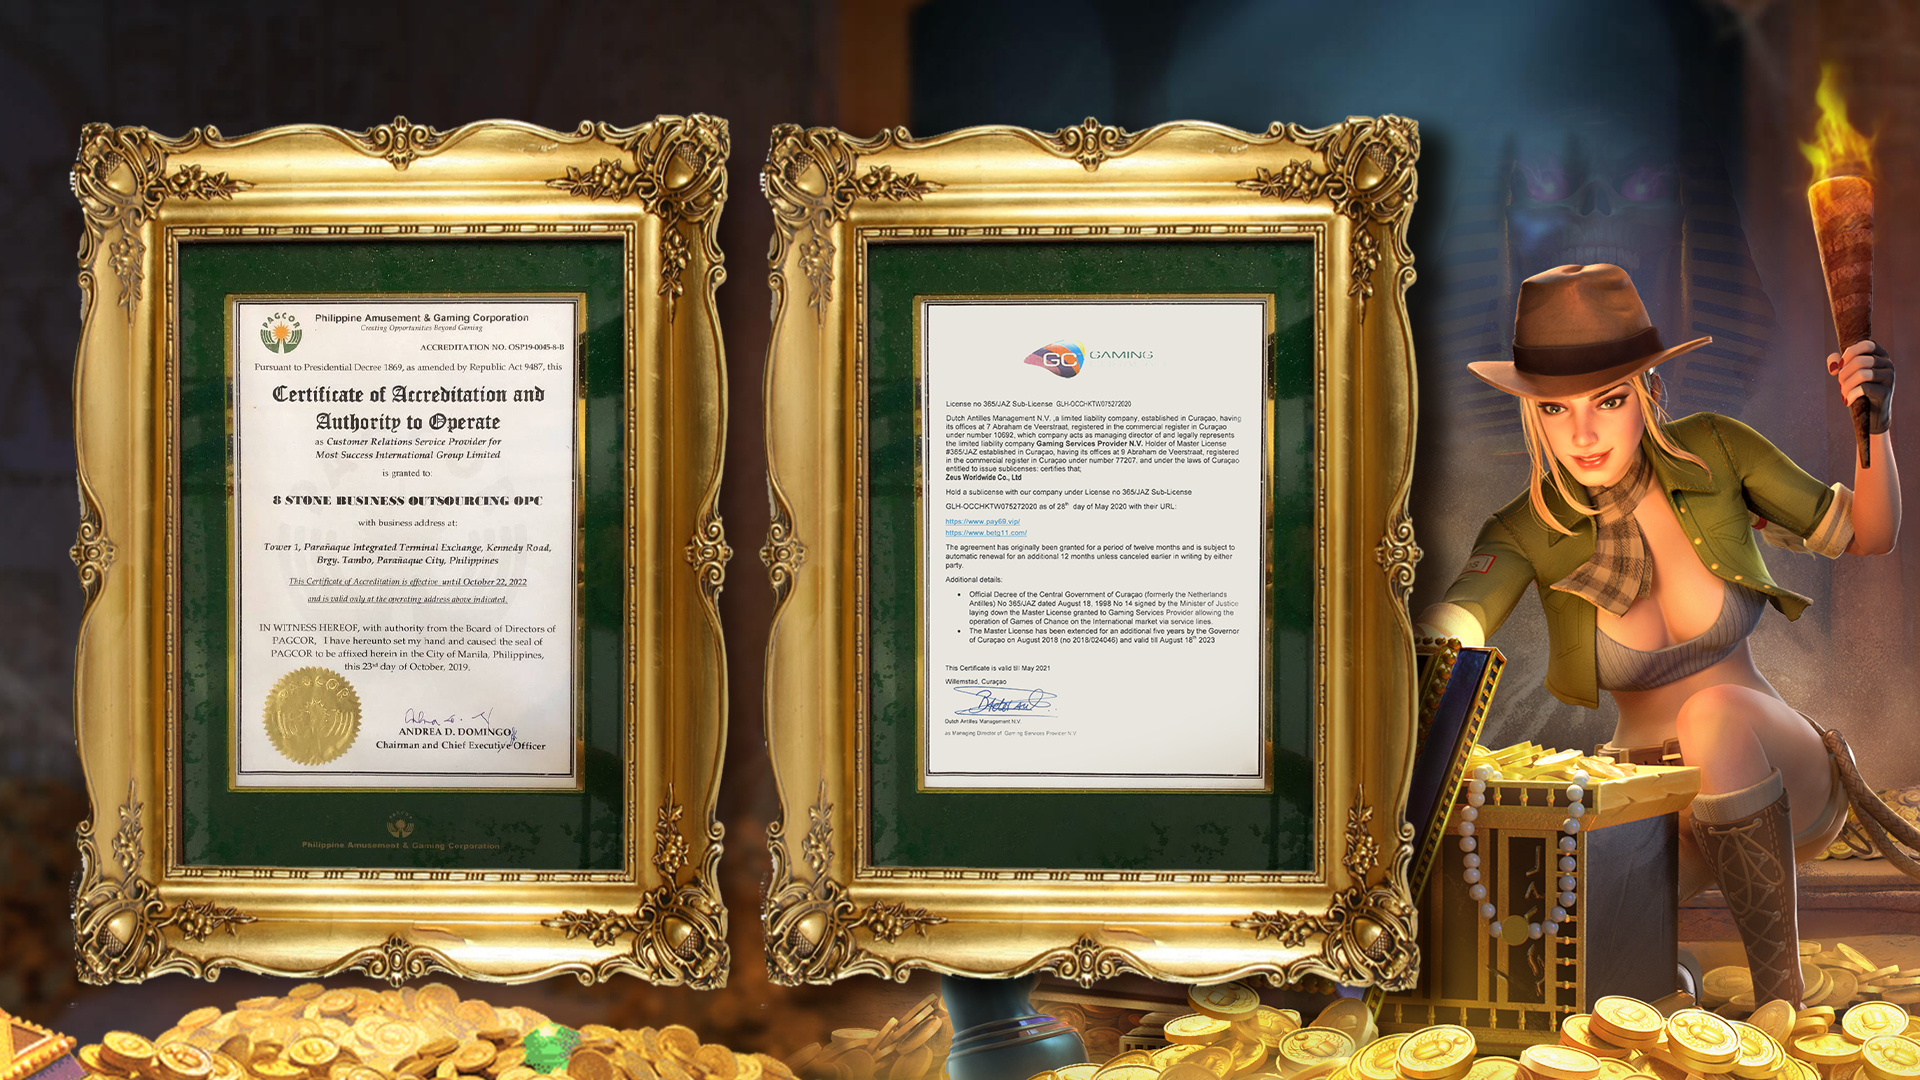 PAGCOR
Philippine Amusement & Gaming Corporation
Creating Opportunities Beyond Gaming
ACCREDITATION NO. OSP19-0045-8-B
Pursuant to Presidential Decree 1869, as amended by Republic Act 9487, this
Certificate of Accreditation and
Authority to Operate
as Customer Relations Service Provider for
Most Success International Group Limited
is granted to:
8 STONE BUSINESS OUTSOURCING OPC
with business address at:
Tower 1, Parañaque Integrated Terminal Exchange, Kennedy Road,
Brgy. Tambo, Parañaque City, Philippines
This Certificate of Accreditation is effective until October 22, 2022
and is valid only at the operating address above indicated.
IN WITNESS HEREOF, with authority from the Board of Directors of
PAGCOR, I have hereunto set my hand and caused the seal of
PAGCOR to be affixed herein in the City of Manila, Philippines,
this 23rd day of October, 2019.
PAGCOR
ANDREA D. DOMINGO
Chairman and Chief Executive Officer
Philippine Amusement & Gaming Corporation
GC GAMING
License no 365/JAZ Sub-License GLH-OCCHKTW075272020
Dutch Antilles Management N.V. ,a limited liability company, established in Curaçao, having
its offices at 7 Abraham de Veerstraat, registered in the commercial register in Curaçao
under number 10692, which company acts as managing director of and legally represents
the limited liability company Gaming Services Provider N.V. Holder of Master License
#365/JAZ established in Curaçao, having its offices at 9 Abraham de Veerstraat, registered
in the commercial register in Curaçao under number 77207, and under the laws of Curaçao
entitled to issue sublicenses: certifies that;
Zeus Worldwide Co., Ltd
Hold a sublicense with our company under License no 365/JAZ Sub-License
GLH-OCCHKTW075272020 as of 28th day of May 2020 with their URL:
https://www.pay69.vip/
https://www.betg11.com/
The agreement has originally been granted for a period of twelve months and is subject to
automatic renewal for an additional 12 months unless canceled earlier in writing by either
party.
Additional details:
• Official Decree of the Central Government of Curaçao (formerly the Netherlands
Antilles) No 365/JAZ dated August 18, 1998 No 14 signed by the Minister of Justice
laying down the Master License granted to Gaming Services Provider allowing the
operation of Games of Chance on the International market via service lines.
• The Master License has been extended for an additional five years by the Governor
of Curaçao on August 2018 (no 2018/024046) and valid till August 18th 2023
This Certificate is valid till May 2021
Willemstad, Curaçao
Dutch Antilles Management N.V.
as Managing Director of Gaming Services Provider N.V.